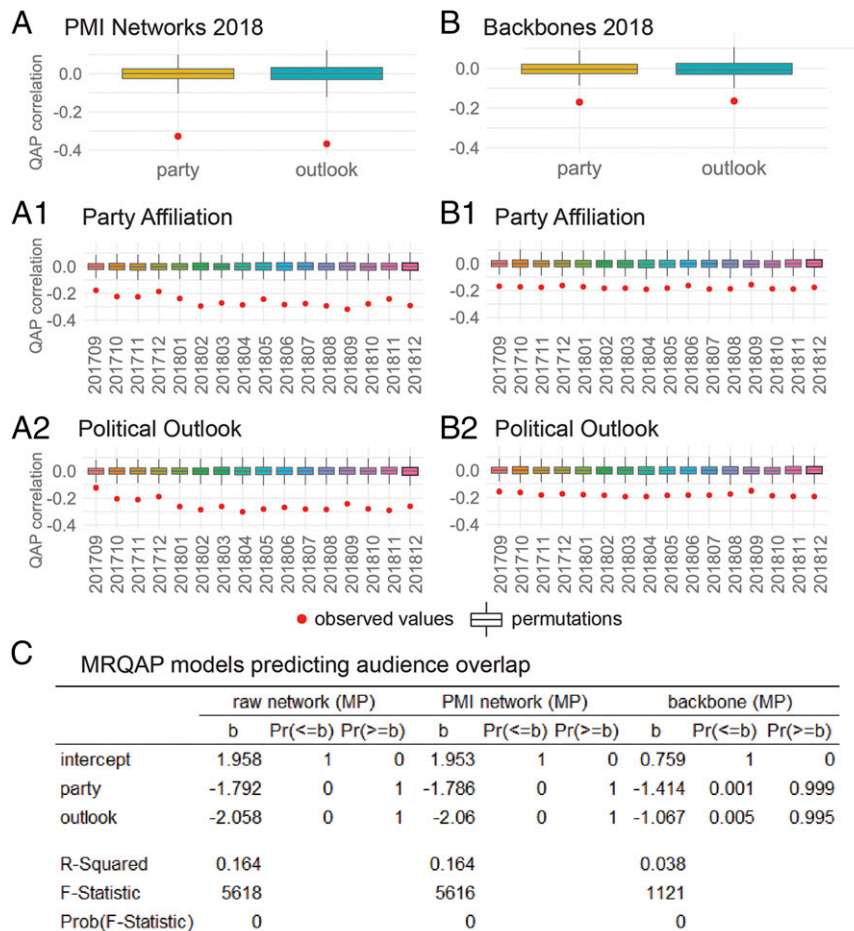 A PMI Networks 2018
QAP correlation
0.0
-0.2
-0.4
party outlook
B Backbones 2018
0.0
-0.2
-0.4
party outlook
A1 Party Affiliation
QAP correlation
0.0
-0.2
-0.4
201709 201710 201711 201712 201801 201802 201803 201804 201805 201806 201807 201808 201809 201810 201811 201812
B1 Party Affiliation
0.0
-0.2
-0.4
201709 201710 201711 201712 201801 201802 201803 201804 201805 201806 201807 201808 201809 201810 201811 201812
A2 Political Outlook
QAP correlation
0.0
-0.2
-0.4
201709 201710 201711 201712 201801 201802 201803 201804 201805 201806 201807 201808 201809 201810 201811 201812
B2 Political Outlook
0.0
-0.2
-0.4
201709 201710 201711 201712 201801 201802 201803 201804 201805 201806 201807 201808 201809 201810 201811 201812
observed values permutations
C MRQAP models predicting audience overlap
raw network (MP) PMI network (MP) backbone (MP)
b Pr(<=b) Pr(>=b) b Pr(<=b) Pr(>=b) b Pr(<=b) Pr(>=b)
intercept 1.958 1 0 1.953 1 0 0.759 1 0
party -1.792 0 1 -1.786 0 1 -1.414 0.001 0.999
outlook -2.058 0 1 -2.06 0 1 -1.067 0.005 0.995
R-Squared 0.164 0.164 0.038
F-Statistic 5618 5616 1121
Prob(F-Statistic) 0 0 0